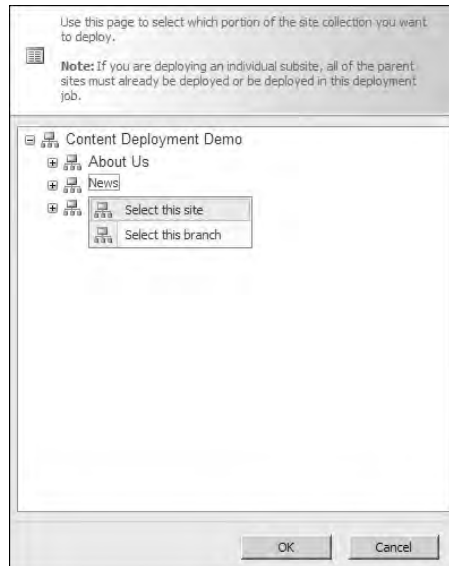 Use this page to select which portion of the site collection you want
to deploy.
Note: If you are deploying an individual subsite, all of the parent
sites must already be deployed or be deployed in this deployment
job.
Content Deployment Demo
About Us
News
Select this site
Select this branch
OK
Cancel